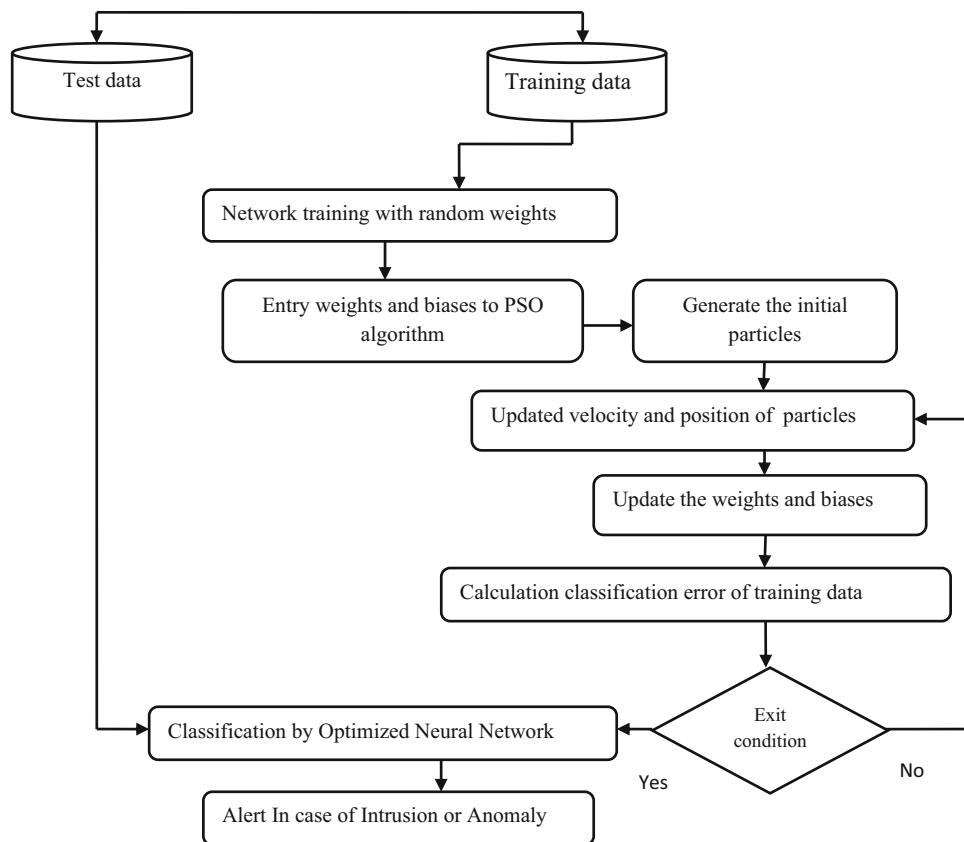 Test data
Training data
Network training with random weights
Entry weights and biases to PSO
algorithm
Generate the initial
particles
Updated velocity and position of particles
Update the weights and biases
Calculation classification error of training data
Exit
condition
Classification by Optimized Neural Network
Yes
No
Alert In case of Intrusion or Anomaly